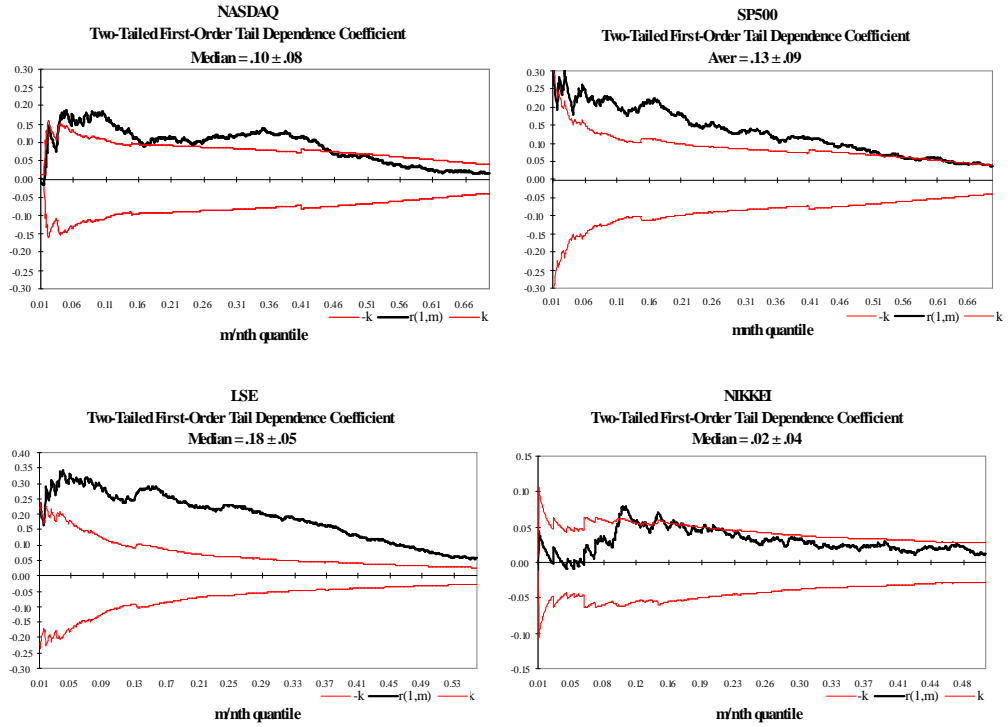 NASDAQ
Two-Tailed First-Order Tail Dependence Coefficient
Median = .10 ± .08
0.30
0.25
0.20
0.15
0.10
0.05
0.00
-0.05
-0.10
-0.15
-0.20
-0.25
-0.30
0.01 0.06 0.11 0.16 0.21 0.26 0.31 0.36 0.41 0.46 0.51 0.56 0.61 0.66
-k r(1,m) k
m/nth quantile
SP500
Two-Tailed First-Order Tail Dependence Coefficient
Aver = .13 ± .09
0.30
0.25
0.20
0.15
0.10
0.05
0.00
-0.05
-0.10
-0.15
-0.20
-0.25
-0.30
0.01 0.06 0.11 0.16 0.21 0.26 0.31 0.36 0.41 0.46 0.51 0.56 0.61 0.66
-k r(1,m) k
mnth quantile
LSE
Two-Tailed First-Order Tail Dependence Coefficient
Median = .18 ± .05
0.40
0.35
0.30
0.25
0.20
0.15
0.10
0.05
0.00
-0.05
-0.10
-0.15
-0.20
-0.25
-0.30
0.01 0.05 0.09 0.13 0.17 0.21 0.25 0.29 0.33 0.37 0.41 0.45 0.49 0.53
-k r(1,m) k
m/nth quantile
NIKKEI
Two-Tailed First-Order Tail Dependence Coefficient
Median = .02 ± .04
0.15
0.10
0.05
0.00
-0.05
-0.10
-0.15
0.01 0.05 0.08 0.12 0.16 0.19 0.23 0.26 0.30 0.33 0.37 0.41 0.44 0.48
-k r(1,m) k
m/nth quantile